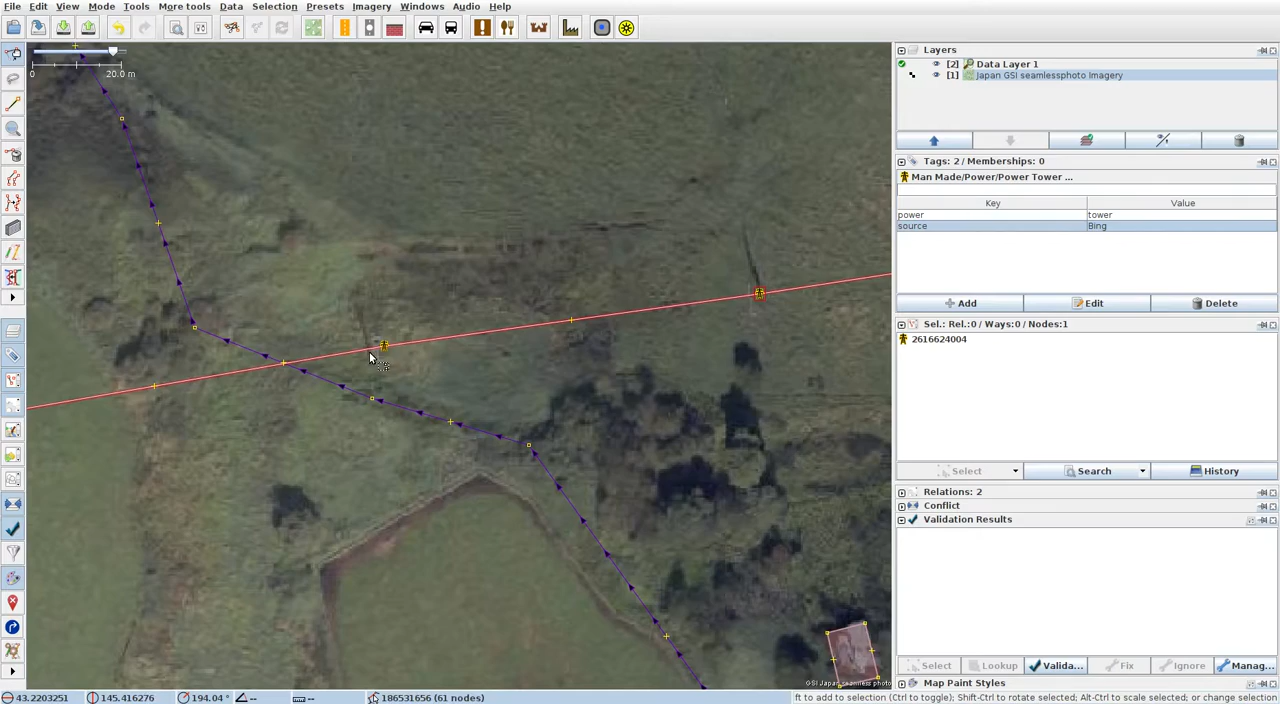 File Edit View Mode Tools More tools Data Selection Presets Imagery Windows Audio Help
0 20.0 m
Layers
[2] Data Layer 1
[1] Japan GSI seamlessphoto Imagery
Tags: 2 / Memberships: 0
Man Made/Power/Power Tower ...
Key Value
power tower
source Bing
Add Edit Delete
Sel.: Rel.:0 / Ways:0 / Nodes:1
2616624004
Select Search History
Relations: 2
Conflict
Validation Results
Select Lookup Valida... Fix Ignore Manag...
GSI Japan seamless photo
Map Paint Styles
43.2203251 145.416276 194.04 ° -- -- 186531656 (61 nodes) ft to add to selection (Ctrl to toggle); Shift-Ctrl to rotate selected; Alt-Ctrl to scale selected; or change selection